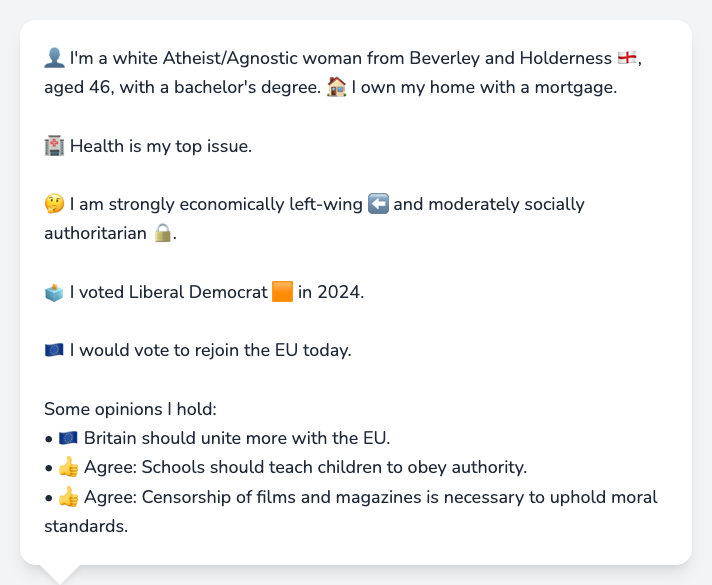 👤 I'm a white Atheist/Agnostic woman from Beverley and Holderness 🏴󠁧󠁢󠁥󠁮󠁧󠁿,
aged 46, with a bachelor's degree. 🏠 I own my home with a mortgage.
🏥 Health is my top issue.
🤔 I am strongly economically left-wing ⬅️ and moderately socially
authoritarian 🔒.
🗳️ I voted Liberal Democrat 🟧 in 2024.
🇪🇺 I would vote to rejoin the EU today.
Some opinions I hold:
• 🇪🇺 Britain should unite more with the EU.
• 👍 Agree: Schools should teach children to obey authority.
• 👍 Agree: Censorship of films and magazines is necessary to uphold moral
standards.